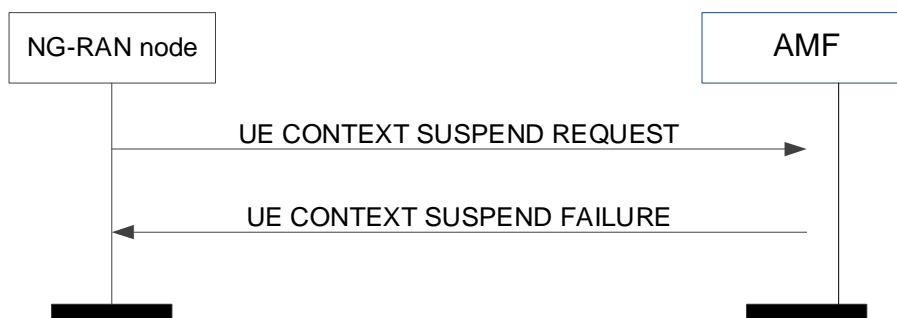 NG-RAN node
AMF
UE CONTEXT SUSPEND REQUEST
UE CONTEXT SUSPEND FAILURE